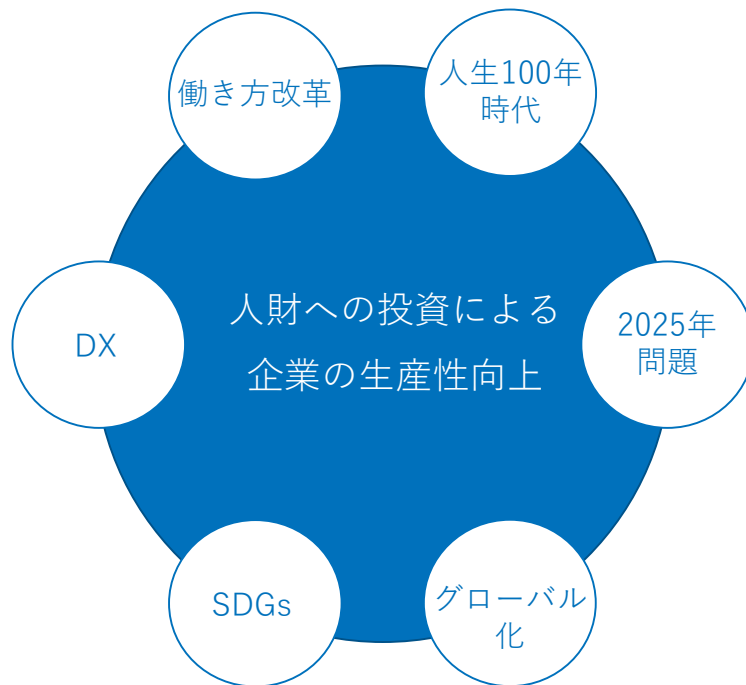 働き方改革
人生100年
時代
DX
人財への投資による
企業の生産性向上
2025年
問題
SDGs
グローバル
化